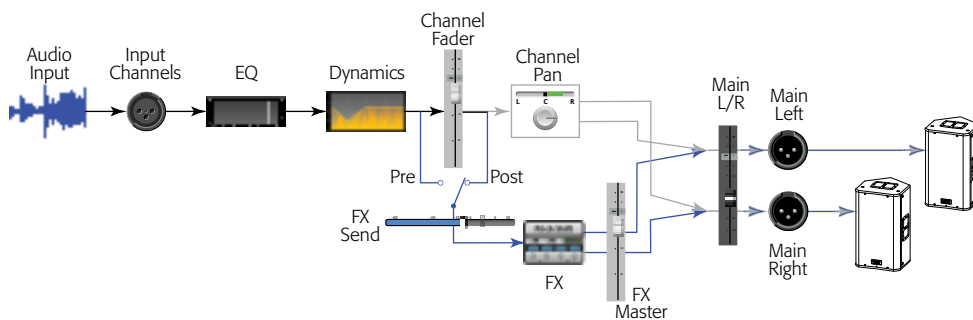 Channel
Fader
Audio
Input
Input
Channels
EQ
Dynamics
Channel
Pan
L C R
Main
L/R
Main
Left
Pre
Post
FX
Send
FX
FX
Master
Main
Right